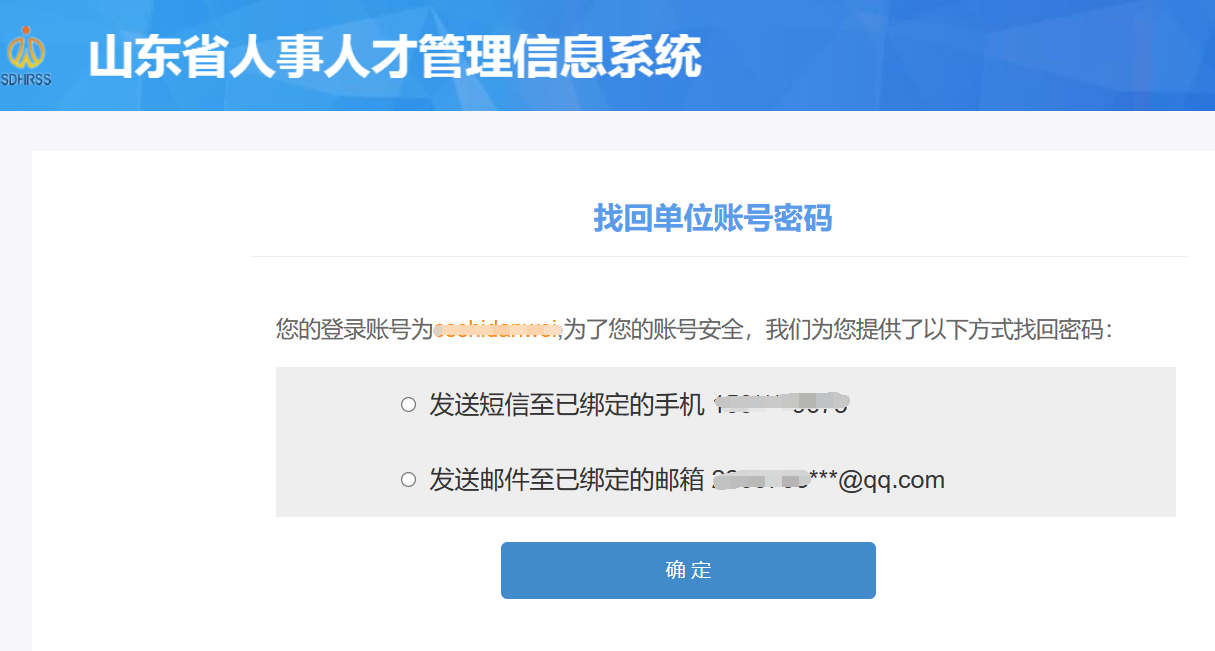 SDHRSS
山东省人事人才管理信息系统
找回单位账号密码
您的登录账号为,为了您的账号安全，我们为您提供了以下方式找回密码：
发送短信至已绑定的手机
发送邮件至已绑定的邮箱 ***@qq.com
确 定